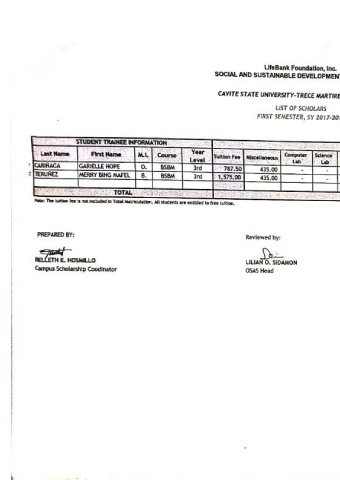 LifeBank Foundation, Inc.
SOCIAL AND SUSTAINABLE DEVELOPMENT
CAVITE STATE UNIVERSITY-TRECE MARTIRE
LIST OF SCHOLARS
FIRST SEMESTER, SY 2017-20
STUDENT TRAINEE INFORMATION
Last Name First Name M.I. Course Year Level Tuition Fee Miscellaneous Computer Lab Science Lab
1 CARINAGA GARIELLE HOPE D. BSBM 3rd 787.50 435.00 - -
2 TERUÑEZ MERRY BING MAFEL B. BSBM 3rd 1,575.00 435.00 - -
TOTAL
Note: The tuition fee is not included in Total Matriculation. All students are entitled to free tuition.
PREPARED BY:
Reviewed by:
BELLETH E. HOSMILLO
LILIAN O. SIDAMON
Campus Scholarship Coodinator
OSAS Head